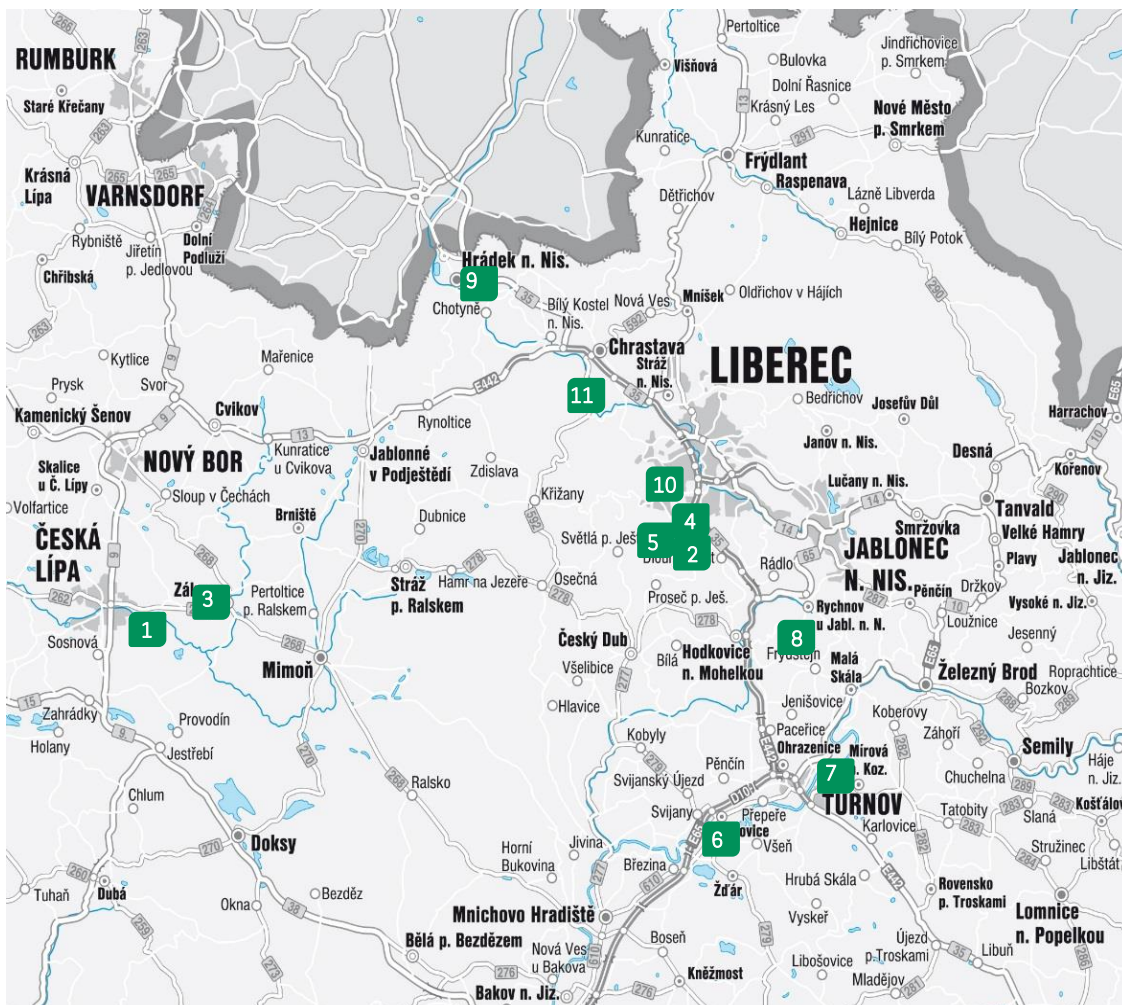 Pertoltice
RUMBURK
Višňová
Bulovka
Jindřichovice
p. Smrkem
Dolní Řasnice
Krásný Les
Staré Křečany
Nové Město
p. Smrkem
Kunratice
Frýdlant
Raspenava
Krásná
Lípa
VARNSDORF
Dětřichov
Lázně Libverda
Hejnice
Bílý Potok
Rybniště
Jiřetín
p. Jedlovou
Dolní
Podluží
Chřibská
Hrádek n. Nis.
9
Chotyně
Bílý Kostel
n. Nis.
Nová Ves
Mníšek
Oldřichov v Hájích
Kytlice
Mařenice
Chrastava
Stráž
n. Nis.
LIBEREC
Prysk
Svor
Kamenický Šenov
Cvikov
Rynoltice
11
Bedřichov
Josefův Důl
Harrachov
Janov n. Nis.
Kunratice
u Cvikova
Jablonné
v Podještědí
Zdislava
Desná
Kořenov
NOVÝ BOR
Skalice
u Č. Lípy
Sloup v Čechách
Volfartice
Křižany
10
Lučany n. Nis.
Tanvald
Smržovka
Velké Hamry
Brniště
Dubnice
ČESKÁ
LÍPA
4
5
2
Světlá p. Ješ
JABLONEC
N. NIS.
Plavy
Jablonec
n. Jiz.
Rádlo
Stráž
p. Ralskem
Hamr na Jezeře
Osečná
Pěnčín
Držkov
Vysoké n. Jiz.
3
Pertoltice
p. Ralskem
Proseč p. Ješ.
Rychnov
u Jabl. n. N.
Loužnice
1
Sosnová
Český Dub
8
Jesenný
Mimoň
Všelibice
Bílá
Hodkovice
n. Mohelkou
Malá
Skála
Železný Brod
Roprachtice
Bozkov
Zahrádky
Provodín
Hlavice
Jenišovice
Koberovy
Holany
Jestřebí
Paceřice
Ohrazenice
Záhoří
Semily
Kobyly
Pěnčín
Mírová
Chuchelna
Háje
n. Jiz.
Chlum
Ralsko
Svijanský Újezd
7
TURNOV
Svijany
Přepeře
Tatobity
Slaná
Košťálov
Doksy
Jivina
6
Všeň
Karlovice
Stružinec
Horní
Bukovina
Březina
Libštát
Tuhaň
Dubá
Bezděz
Žďár
Hrubá Skála
Rovensko
p. Troskami
Okna
Mnichovo Hradiště
Vyskeř
Lomnice
n. Popelkou
Bělá p. Bezdězem
Nová Ves
u Bakova
Boseň
Libošovice
Újezd
p.Troskami
Libuň
Kněžmost
Mladějov
Bakov n. Jiz.